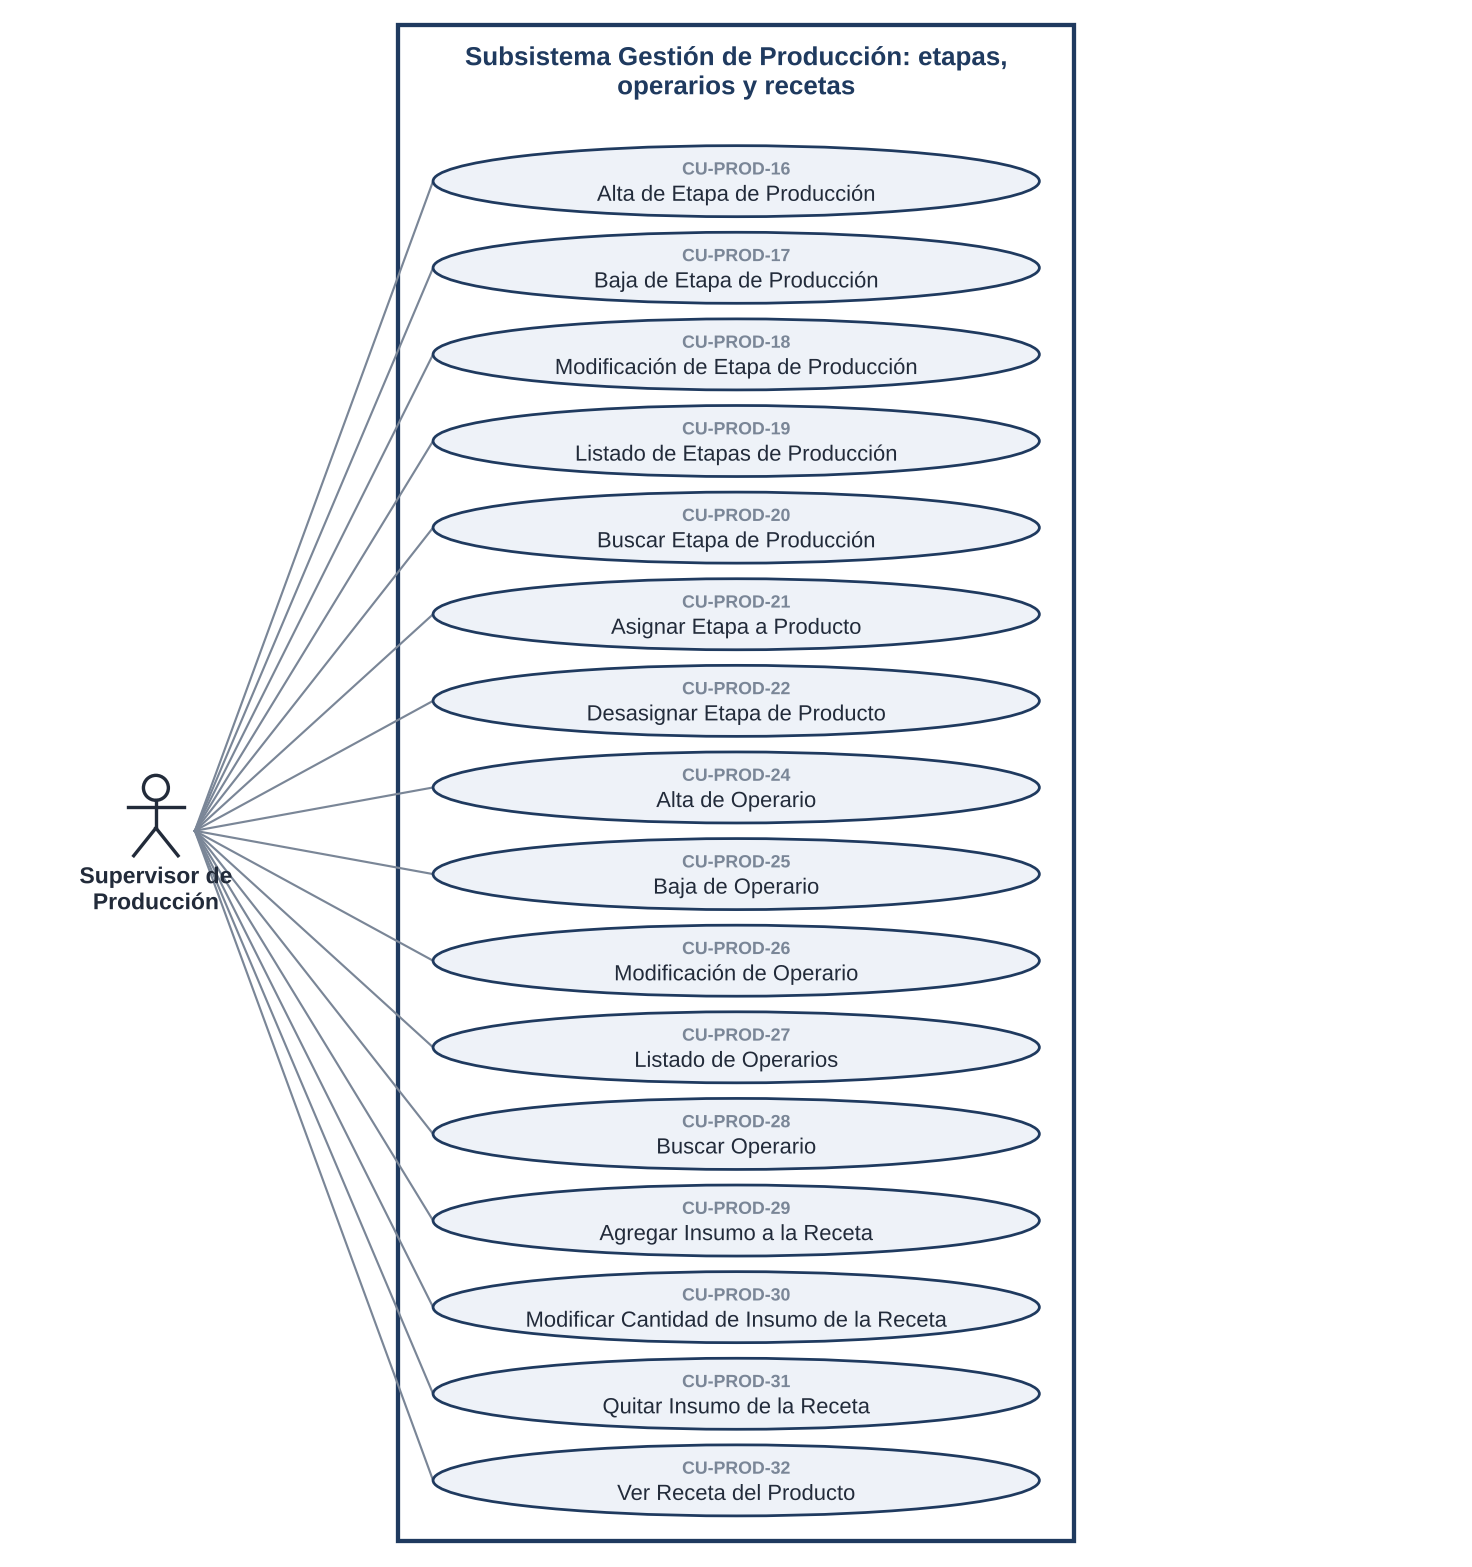 Subsistema Gestión de Producción: etapas,
operarios y recetas
CU-PROD-16
Alta de Etapa de Producción
CU-PROD-17
Baja de Etapa de Producción
CU-PROD-18
Modificación de Etapa de Producción
CU-PROD-19
Listado de Etapas de Producción
CU-PROD-20
Buscar Etapa de Producción
CU-PROD-21
Asignar Etapa a Producto
CU-PROD-22
Desasignar Etapa de Producto
CU-PROD-24
Alta de Operario
Supervisor de
Producción
CU-PROD-25
Baja de Operario
CU-PROD-26
Modificación de Operario
CU-PROD-27
Listado de Operarios
CU-PROD-28
Buscar Operario
CU-PROD-29
Agregar Insumo a la Receta
CU-PROD-30
Modificar Cantidad de Insumo de la Receta
CU-PROD-31
Quitar Insumo de la Receta
CU-PROD-32
Ver Receta del Producto